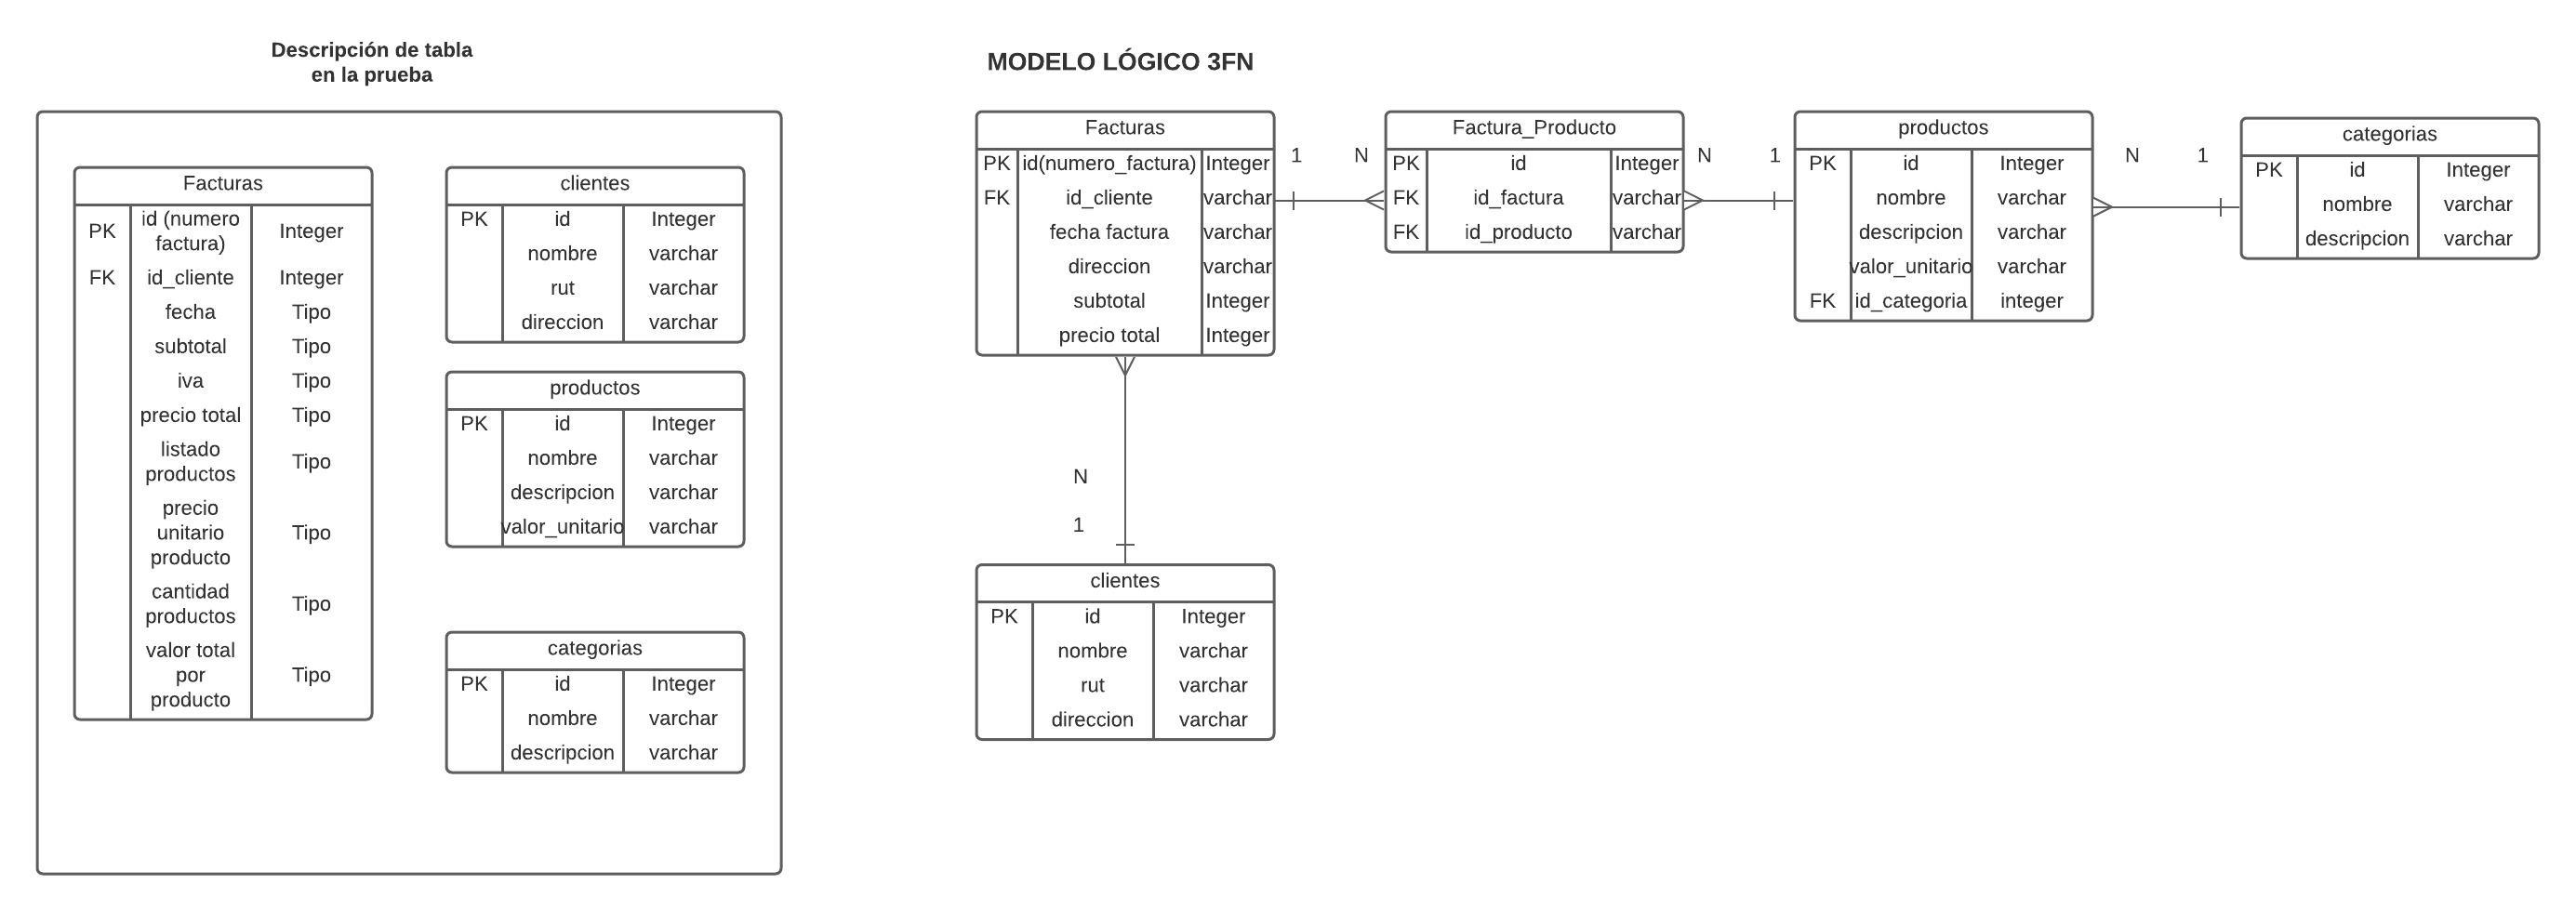 Descripción de tabla
en la prueba
Facturas
PK id (numero
factura) Integer
FK id_cliente Integer
fecha Tipo
subtotal Tipo
iva Tipo
precio total Tipo
listado
productos Tipo
precio
unitario
producto Tipo
cantidad
productos Tipo
valor total
por
producto Tipo
clientes
PK id Integer
nombre varchar
rut varchar
direccion varchar
productos
PK id Integer
nombre varchar
descripcion varchar
valor_unitario varchar
categorias
PK id Integer
nombre varchar
descripcion varchar
MODELO LÓGICO 3FN
Facturas
PK id(numero_factura) Integer
FK id_cliente varchar
fecha factura varchar
direccion varchar
subtotal Integer
precio total Integer
1 N
Factura_Producto
PK id Integer
FK id_factura varchar
FK id_producto varchar
N 1
productos
PK id Integer
nombre varchar
descripcion varchar
valor_unitario varchar
FK id_categoria integer
N 1
categorias
PK id Integer
nombre varchar
descripcion varchar
N
1
clientes
PK id Integer
nombre varchar
rut varchar
direccion varchar